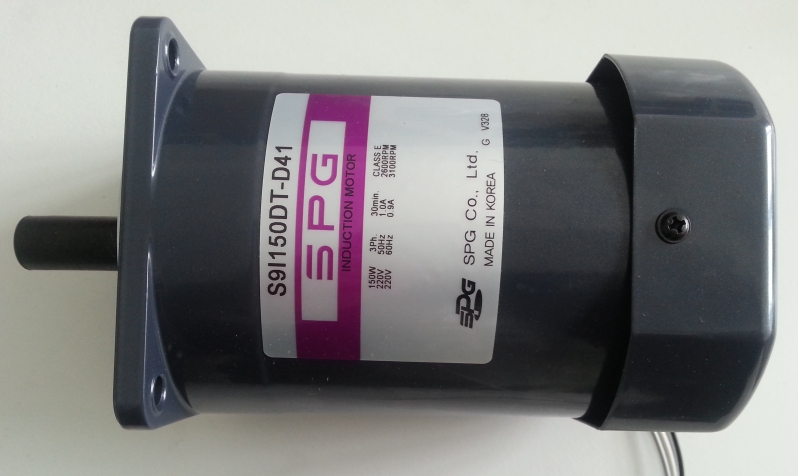 S9I150DT-D41
SPG
INDUCTION MOTOR
150W 3Ph. 30min. CLASS E
220V 50Hz 1.0A 2600RPM
220V 60Hz 0.9A 3100RPM
SPG
SPG Co., Ltd.
MADE IN KOREA G V328